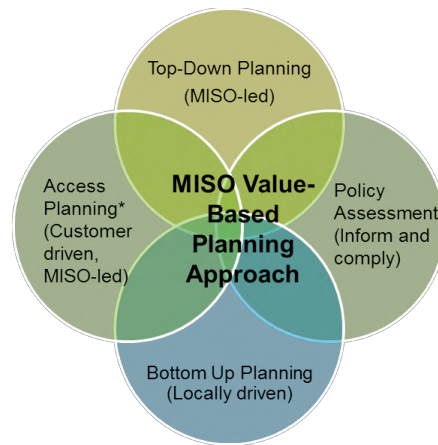 Top-Down Planning
(MISO-led)
Access
Planning*
(Customer
driven,
MISO-led)
MISO Value-
Based
Planning
Approach
Policy
Assessment
(Inform and
comply)
Bottom Up Planning
(Locally driven)